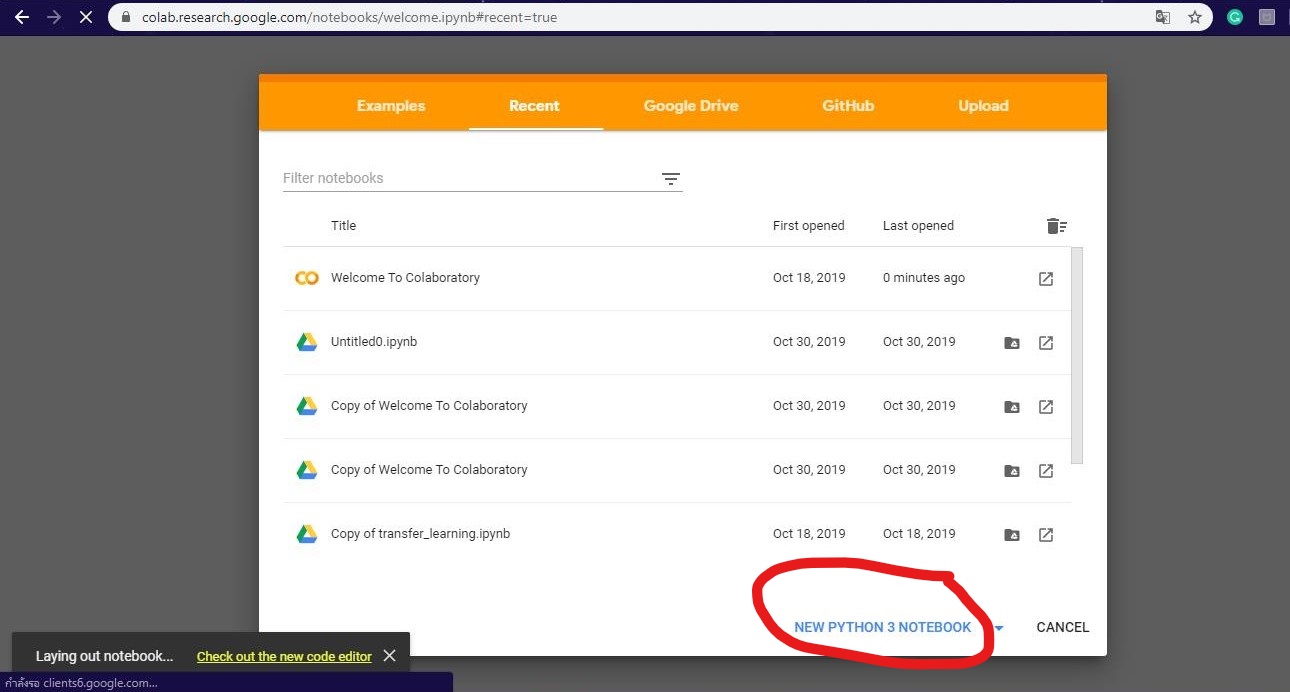 colab.research.google.com/notebooks/welcome.ipynb#recent=true
Examples Recent Google Drive GitHub Upload
Filter notebooks
Title First opened Last opened
Welcome To Colaboratory Oct 18, 2019 0 minutes ago
Untitled0.ipynb Oct 30, 2019 Oct 30, 2019
Copy of Welcome To Colaboratory Oct 30, 2019 Oct 30, 2019
Copy of Welcome To Colaboratory Oct 30, 2019 Oct 30, 2019
Copy of transfer_learning.ipynb Oct 18, 2019 Oct 18, 2019
NEW PYTHON 3 NOTEBOOK CANCEL
Laying out notebook... Check out the new code editor
กำลังรอ clients6.google.com...